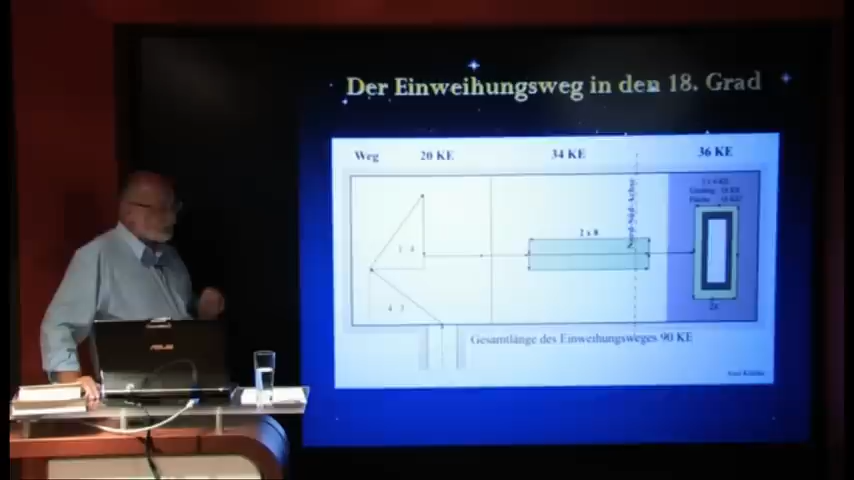 Der Einweihungsweg in den 18. Grad
Weg 20 KE 34 KE 36 KE
Nord-Süd-Achse
2 x 8
3 : 4
4 : 3
2x
Gesamtlänge des Einweihungsweges 90 KE
ASUS